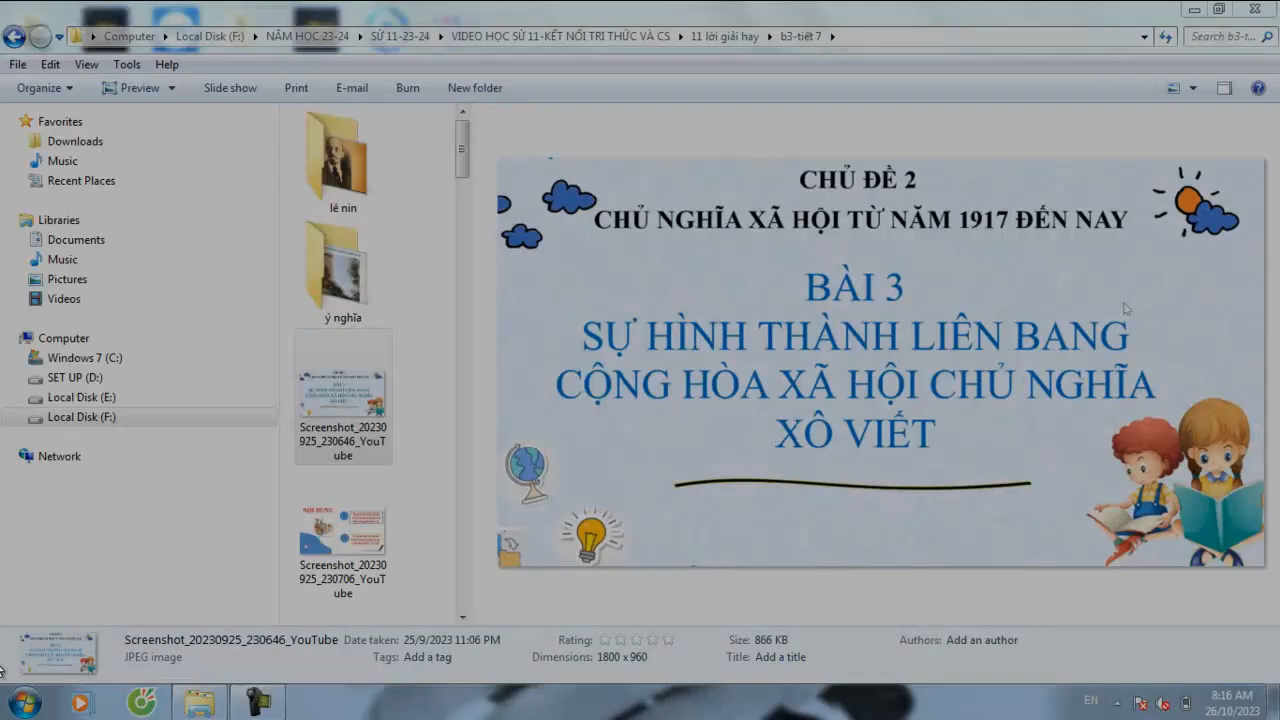 Computer
Local Disk (F:)
NĂM HỌC 23-24
SỬ 11-23-24
VIDEO HỌC SỬ 11-KẾT NỐI TRI THỨC VÀ CS
11 lời giải hay
b3-tiết 7
Search b3-t...
File Edit View Tools Help
Organize Preview Slide show Print E-mail Burn New folder
Favorites
Downloads
Music
Recent Places
Libraries
Documents
Music
Pictures
Videos
Computer
Windows 7 (C:)
SET UP (D:)
Local Disk (E:)
Local Disk (F:)
Network
lê nin
ý nghĩa
Screenshot_20230
925_230646_YouT
ube
Screenshot_20230
925_230706_YouT
ube
CHỦ ĐỀ 2
CHỦ NGHĨA XÃ HỘI TỪ NĂM 1917 ĐẾN NAY
BÀI 3
SỰ HÌNH THÀNH LIÊN BANG
CỘNG HÒA XÃ HỘI CHỦ NGHĨA
XÔ VIẾT
Screenshot_20230925_230646_YouTube Date taken: 25/9/2023 11:06 PM Rating: Size: 866 KB Authors: Add an author
JPEG image Tags: Add a tag Dimensions: 1800 x 960 Title: Add a title
EN
8:16 AM
26/10/2023